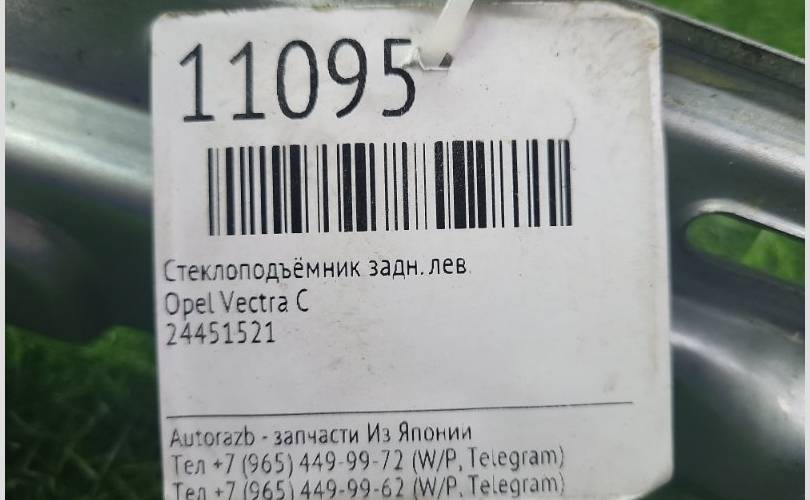 11095
Стеклоподъёмник задн. лев.
Opel Vectra C
24451521
Autorazb - запчасти Из Японии
Тел +7 (965) 449-99-72 (W/P, Telegram)
Тел +7 (965) 449-99-62 (W/P, Telegram)